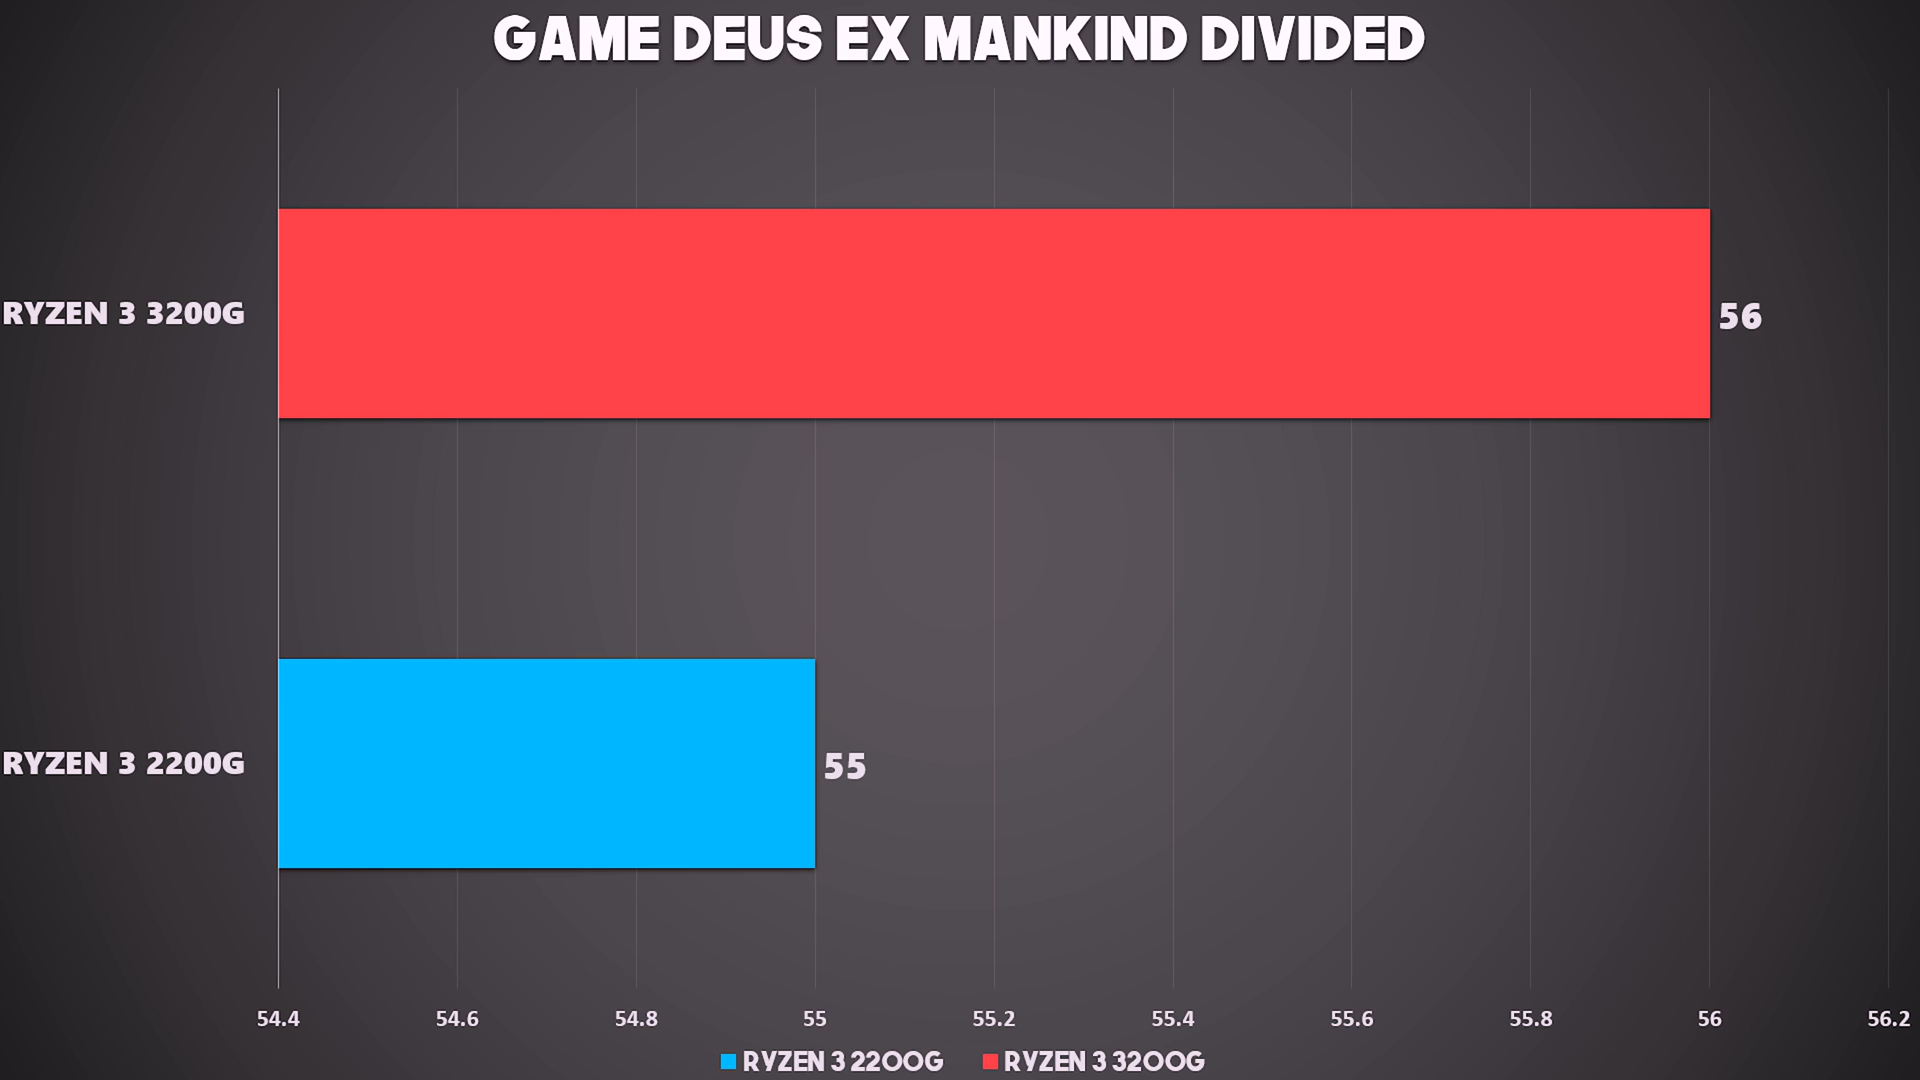 GAME DEUS EX MANKIND DIVIDED
RYZEN 3 3200G
56
RYZEN 3 2200G
55
54.4 54.6 54.8 55 55.2 55.4 55.6 55.8 56 56.2
RYZEN 3 2200G RYZEN 3 3200G